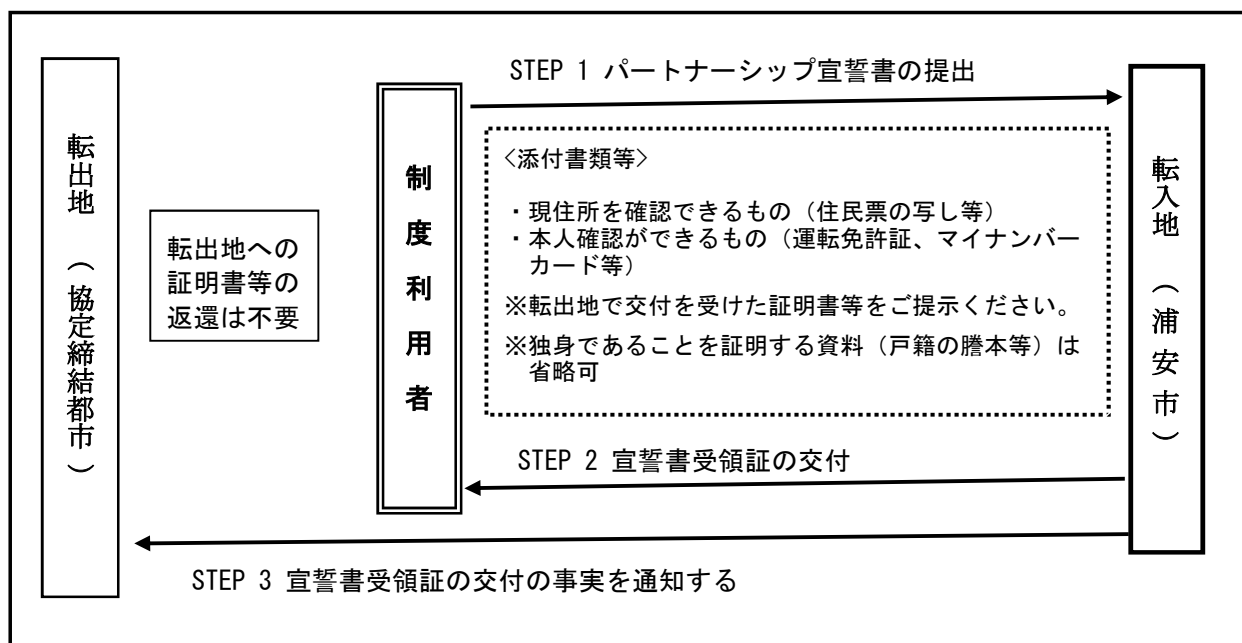 転出地（協定締結都市）
転出地への
証明書等の
返還は不要
制度利用者
STEP 1 パートナーシップ宣誓書の提出
<添付書類等>
・現住所を確認できるもの（住民票の写し等）
・本人確認ができるもの（運転免許証、マイナンバー
カード等）
※転出地で交付を受けた証明書等をご提示ください。
※独身であることを証明する資料（戸籍の謄本等）は
省略可
STEP 2 宣誓書受領証の交付
転入地（浦安市）
STEP 3 宣誓書受領証の交付の事実を通知する